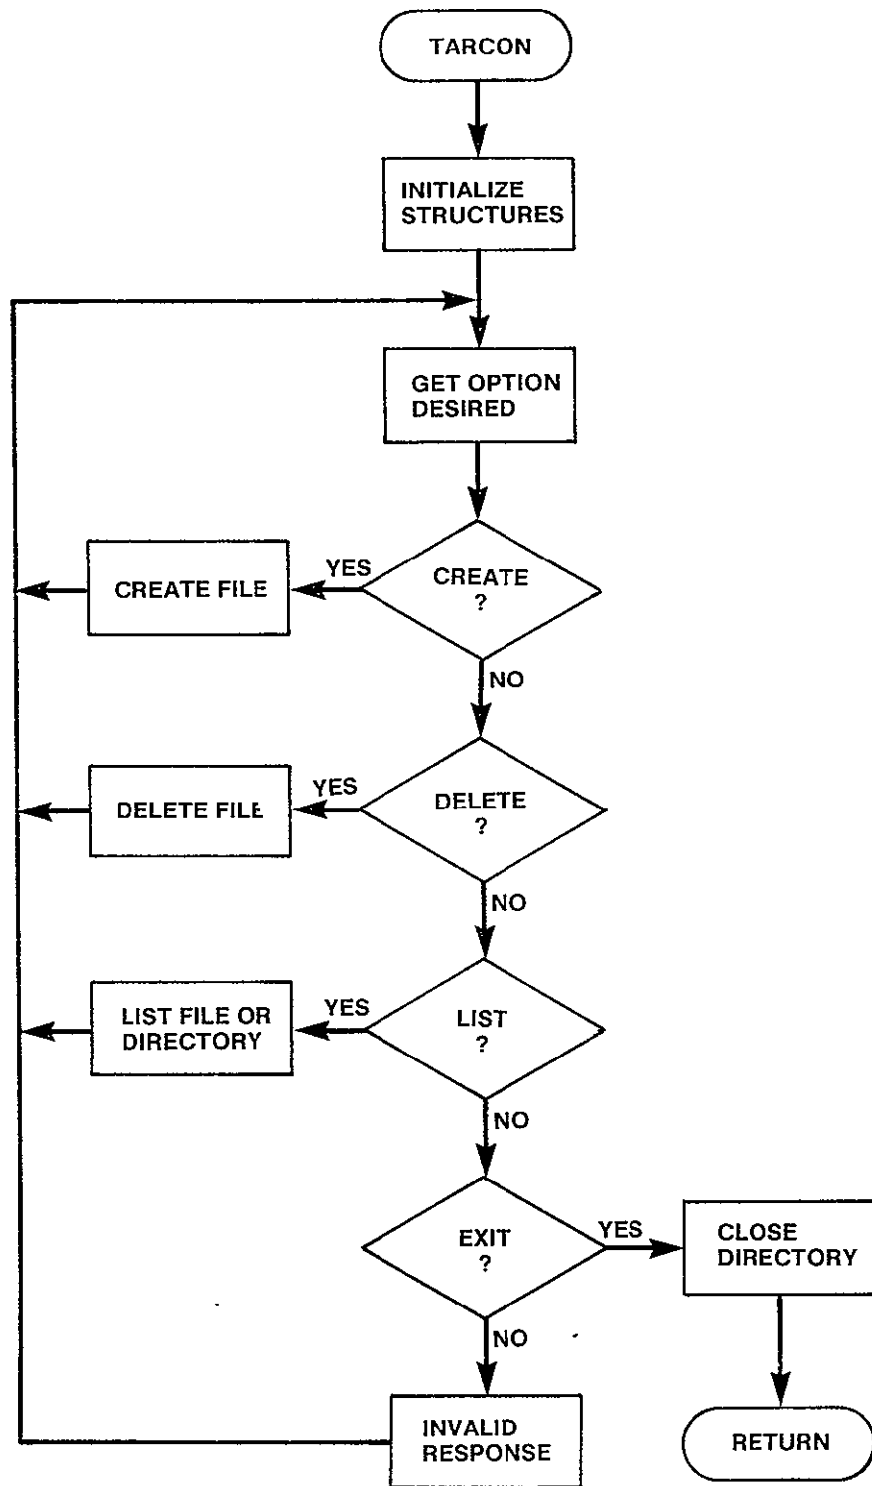 TARCON
INITIALIZE
STRUCTURES
GET OPTION
DESIRED
CREATE
?
YES
CREATE FILE
NO
DELETE
?
YES
DELETE FILE
NO
LIST
?
YES
LIST FILE OR
DIRECTORY
NO
EXIT
?
YES
CLOSE
DIRECTORY
NO
INVALID
RESPONSE
RETURN